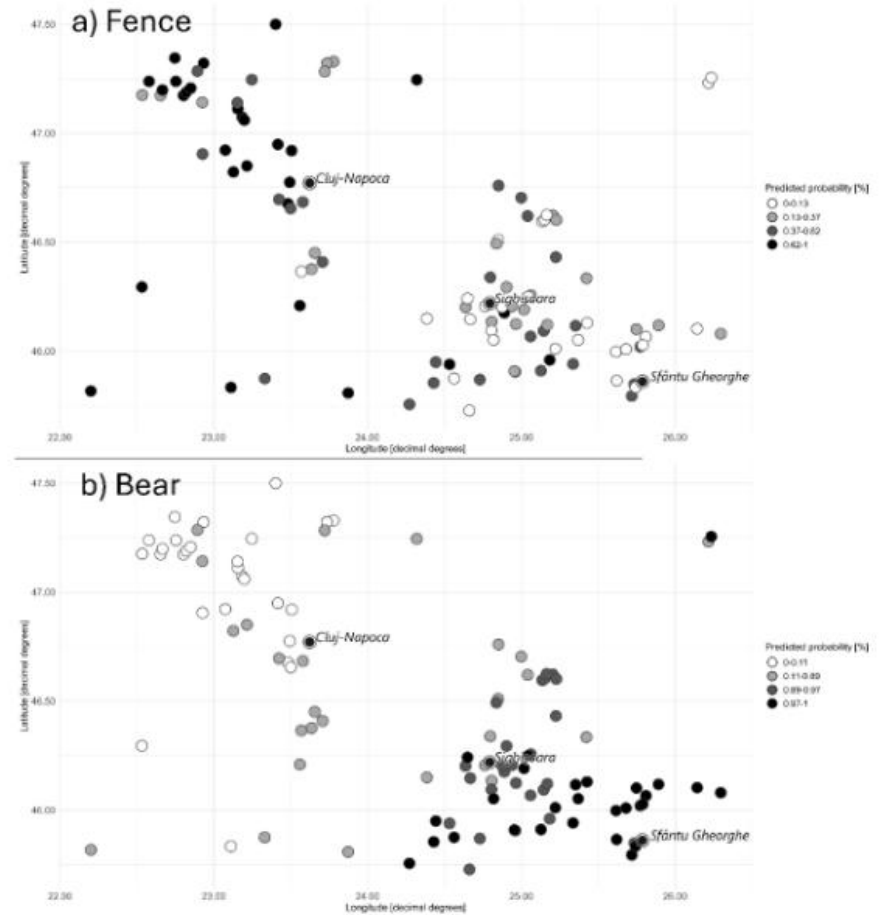 a) Fence
47.50
47.00
46.50
46.00
22.00 23.00 24.00 25.00 26.00
Latitude [decimal degrees]
Longitude [decimal degrees]
Cluj-Napoca
Sighișoara
Sfântu Gheorghe
Predicted probability [%]
0-0.13
0.13-0.37
0.37-0.62
0.62-1
b) Bear
47.50
47.00
46.50
46.00
22.00 23.00 24.00 25.00 26.00
Latitude [decimal degrees]
Longitude [decimal degrees]
Cluj-Napoca
Sighișoara
Sfântu Gheorghe
Predicted probability [%]
0-0.11
0.11-0.89
0.89-0.97
0.97-1